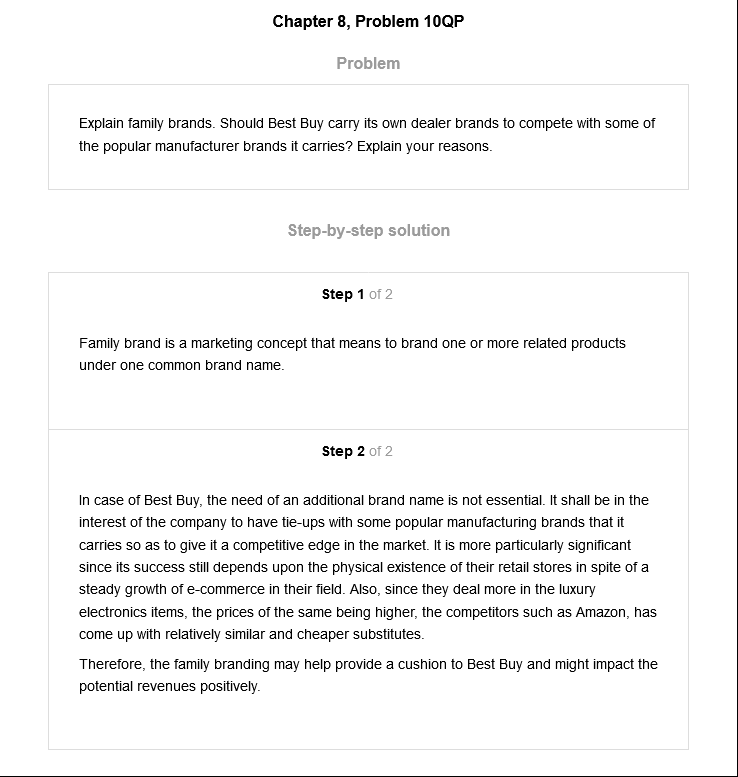 Chapter 8, Problem 10QP
Problem
Explain family brands. Should Best Buy carry its own dealer brands to compete with some of
the popular manufacturer brands it carries? Explain your reasons.
Step-by-step solution
Step 1 of 2
Family brand is a marketing concept that means to brand one or more related products
under one common brand name.
Step 2 of 2
In case of Best Buy, the need of an additional brand name is not essential. It shall be in the
interest of the company to have tie-ups with some popular manufacturing brands that it
carries so as to give it a competitive edge in the market. It is more particularly significant
since its success still depends upon the physical existence of their retail stores in spite of a
steady growth of e-commerce in their field. Also, since they deal more in the luxury
electronics items, the prices of the same being higher, the competitors such as Amazon, has
come up with relatively similar and cheaper substitutes.
Therefore, the family branding may help provide a cushion to Best Buy and might impact the
potential revenues positively.